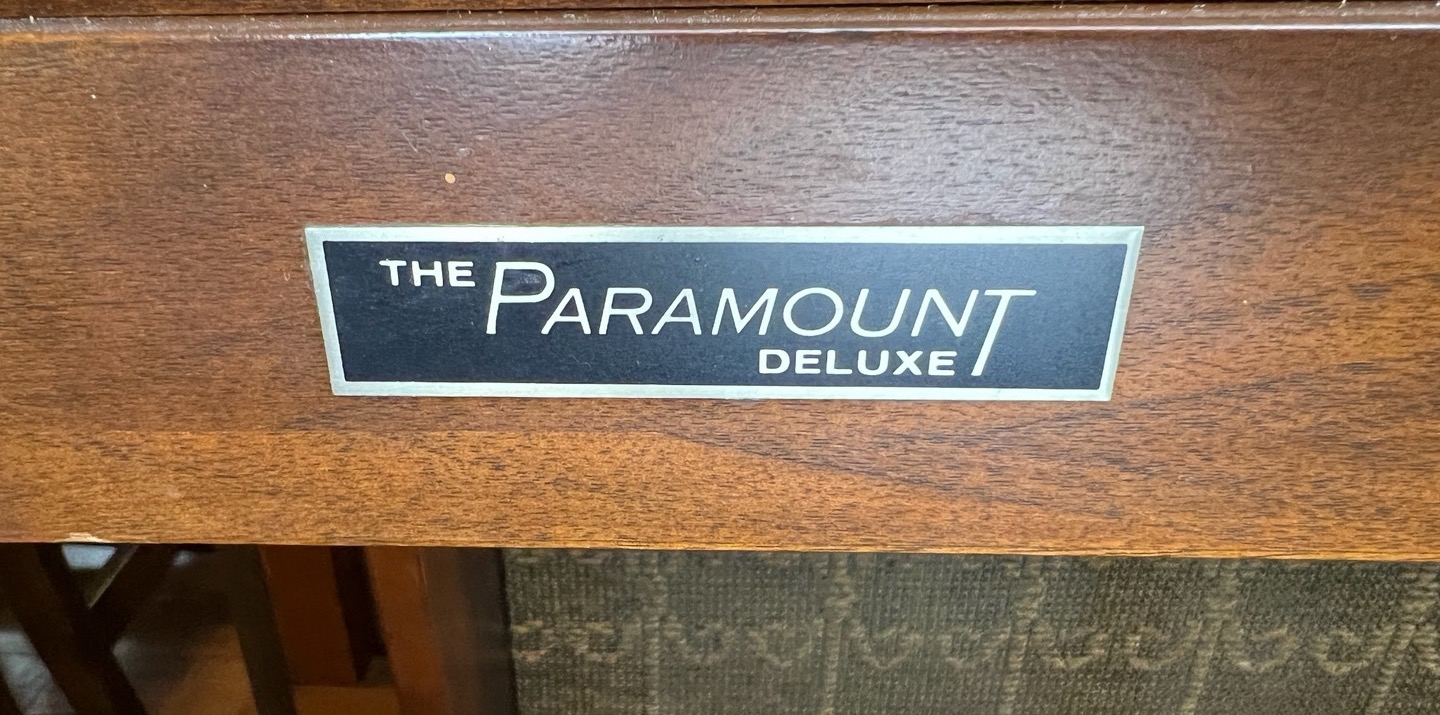 THE PARAMOUNT
DELUXE